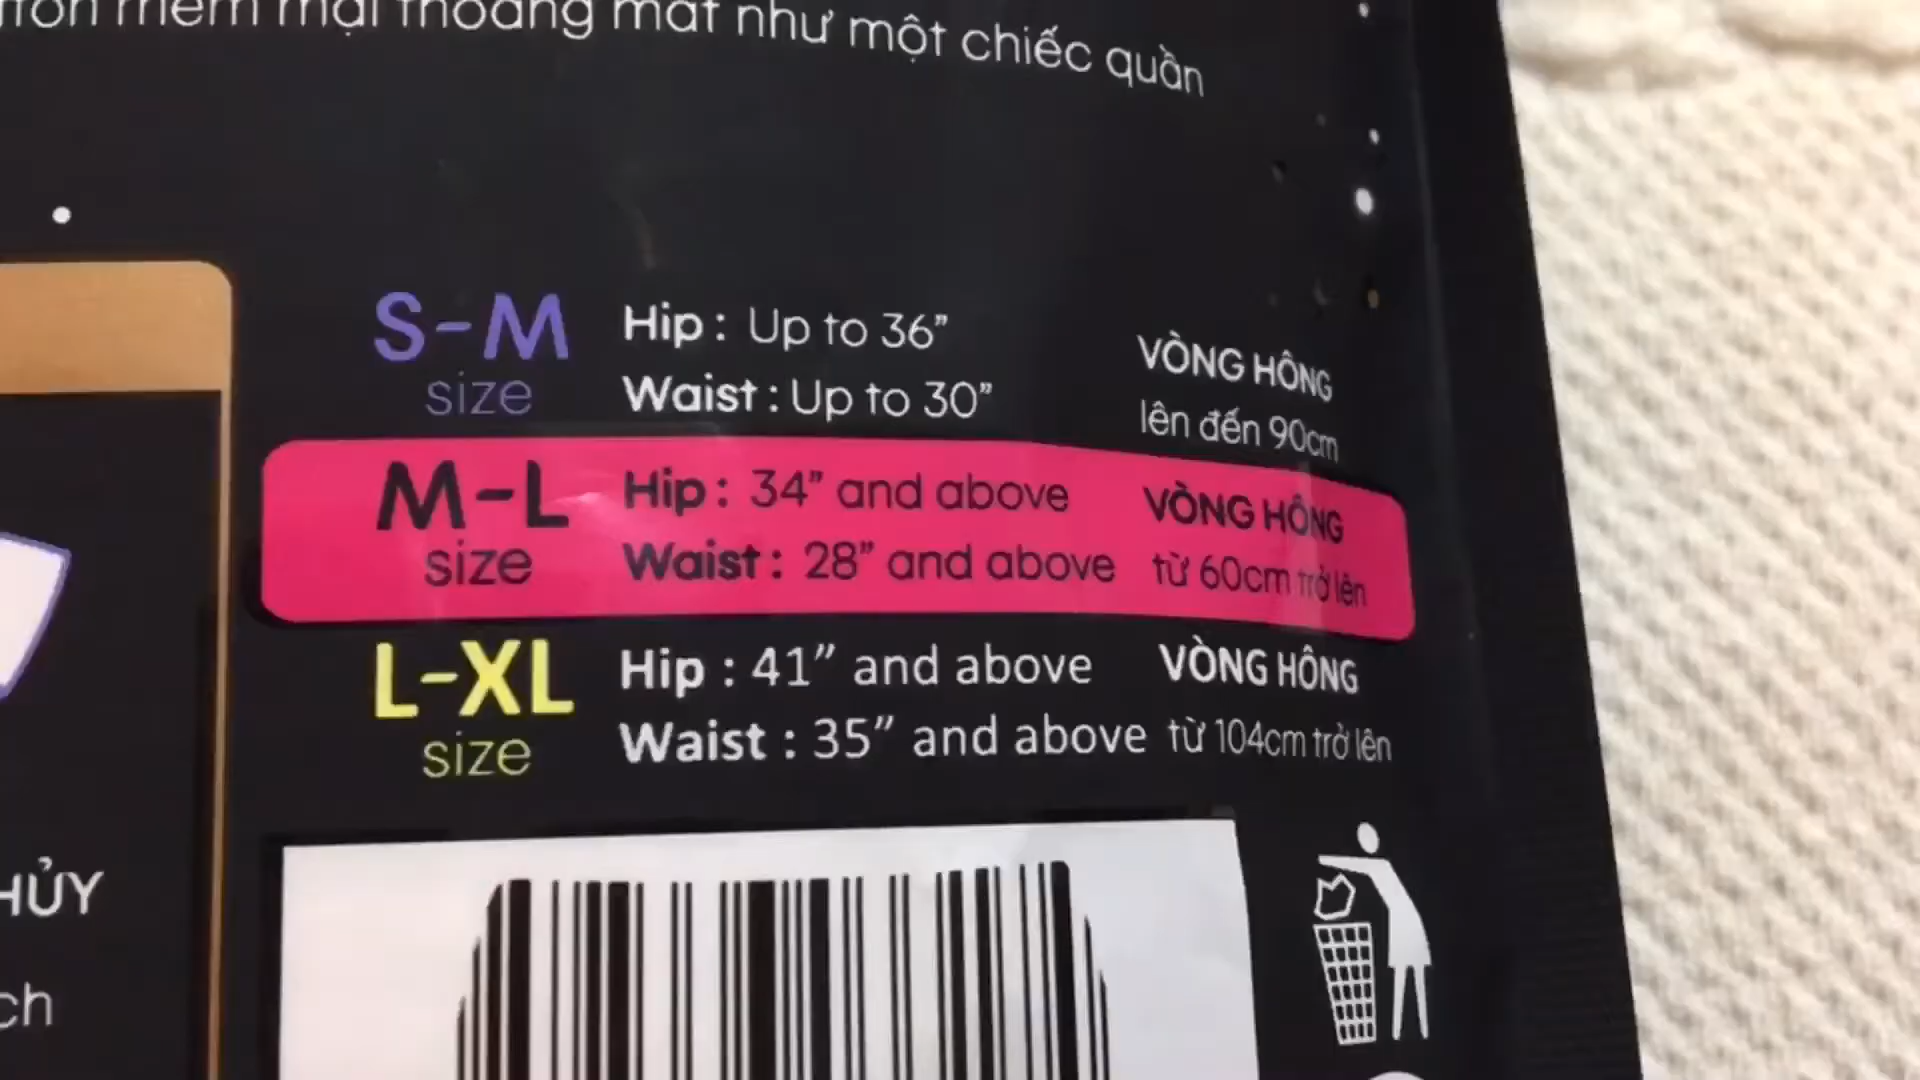 mềm mại thoáng mát như một chiếc quần
S-M
size
Hip: Up to 36”
Waist: Up to 30”
VÒNG HÔNG
lên đến 90cm
M-L
size
Hip: 34” and above
Waist: 28” and above
VÒNG HÔNG
từ 60cm trở lên
L-XL
size
Hip : 41” and above
Waist : 35” and above
VÒNG HÔNG
từ 104cm trở lên
HỦY
ch